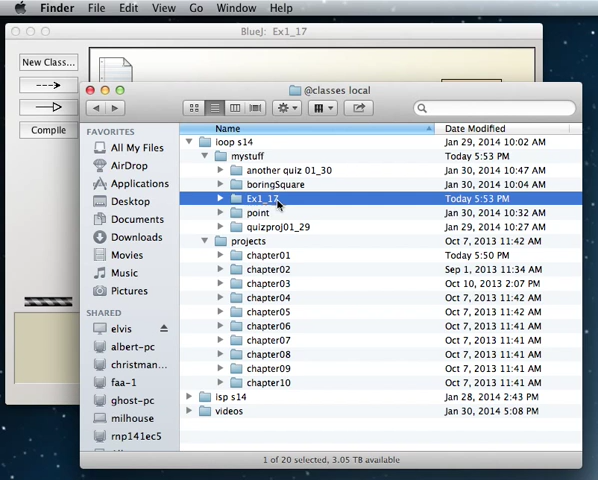 Finder File Edit View Go Window Help
BlueJ: Ex1_17
New Class...
Compile
@classes local
Name Date Modified
FAVORITES
All My Files
AirDrop
Applications
Desktop
Documents
Downloads
Movies
Music
Pictures
SHARED
elvis
albert-pc
christman...
faa-1
ghost-pc
milhouse
rnp141ec5
loop s14 Jan 29, 2014 10:02 AM
mystuff Today 5:53 PM
another quiz 01_30 Jan 30, 2014 10:47 AM
boringSquare Jan 30, 2014 10:04 AM
Ex1_17 Today 5:53 PM
point Jan 30, 2014 10:32 AM
quizproj01_29 Jan 29, 2014 10:27 AM
projects Oct 7, 2013 11:42 AM
chapter01 Today 5:50 PM
chapter02 Sep 1, 2013 11:34 AM
chapter03 Oct 10, 2013 2:07 PM
chapter04 Oct 7, 2013 11:42 AM
chapter05 Oct 7, 2013 11:42 AM
chapter06 Oct 7, 2013 11:42 AM
chapter07 Oct 7, 2013 11:41 AM
chapter08 Oct 7, 2013 11:41 AM
chapter09 Oct 7, 2013 11:41 AM
chapter10 Oct 7, 2013 11:41 AM
isp s14 Jan 28, 2014 2:43 PM
videos Jan 30, 2014 5:08 PM
1 of 20 selected, 3.05 TB available